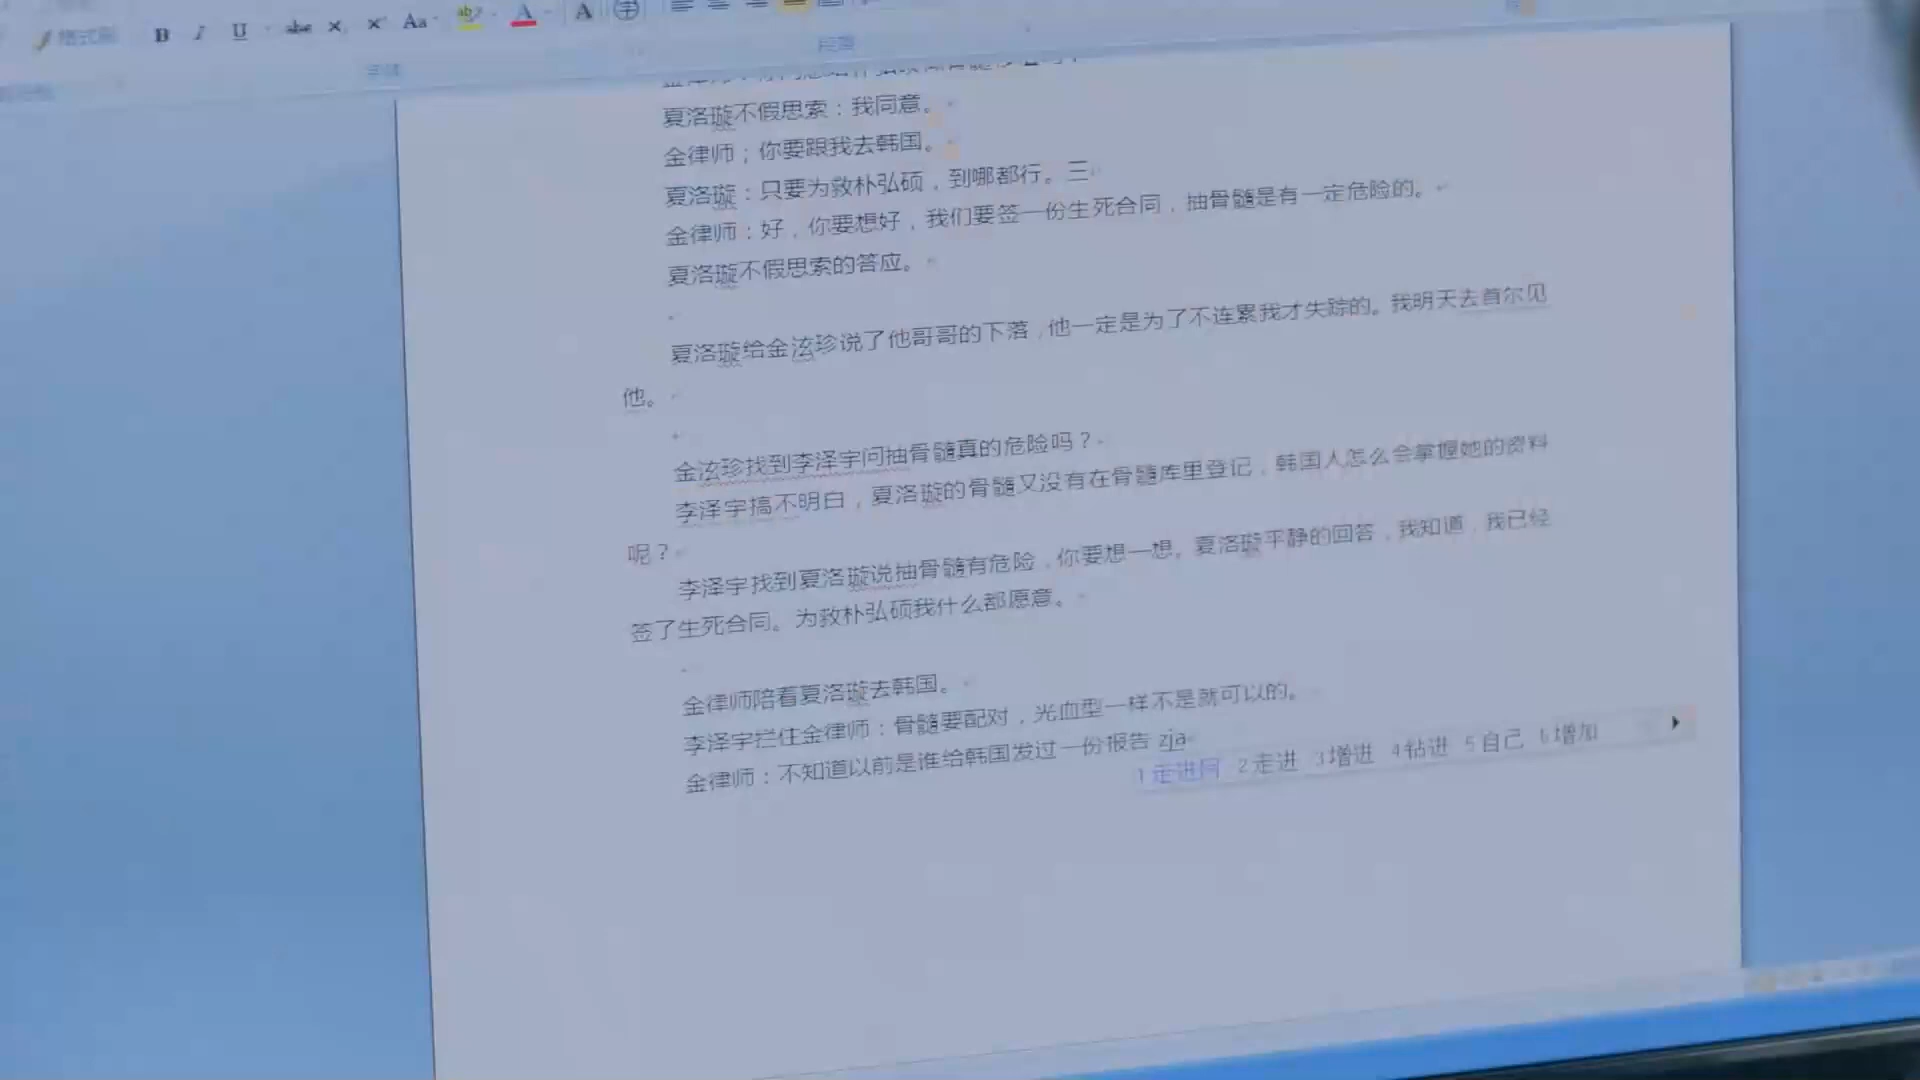 格式刷 B I U abc x x Aa ab A A 字
字体 段落
夏洛璇不假思索：我同意。
金律师；你要跟我去韩国。
夏洛璇：只要为救朴弘硕，到哪都行。三
金律师：好，你要想好，我们要签一份生死合同，抽骨髓是有一定危险的。
夏洛璇不假思索的答应。
夏洛璇给金泫珍说了他哥哥的下落，他一定是为了不连累我才失踪的。我明天去首尔见
他。
金泫珍找到李泽宇问抽骨髓真的危险吗？
李泽宇搞不明白，夏洛璇的骨髓又没有在骨髓库里登记，韩国人怎么会掌握她的资料
呢？
李泽宇找到夏洛璇说抽骨髓有危险，你要想一想。夏洛璇平静的回答，我知道，我已经
签了生死合同。为救朴弘硕我什么都愿意。
金律师陪着夏洛璇去韩国。
李泽宇拦住金律师：骨髓要配对，光血型一样不是就可以的。
金律师：不知道以前是谁给韩国发过一份报告 zja
1走进同 2走进 3增进 4钻进 5自己 6增加